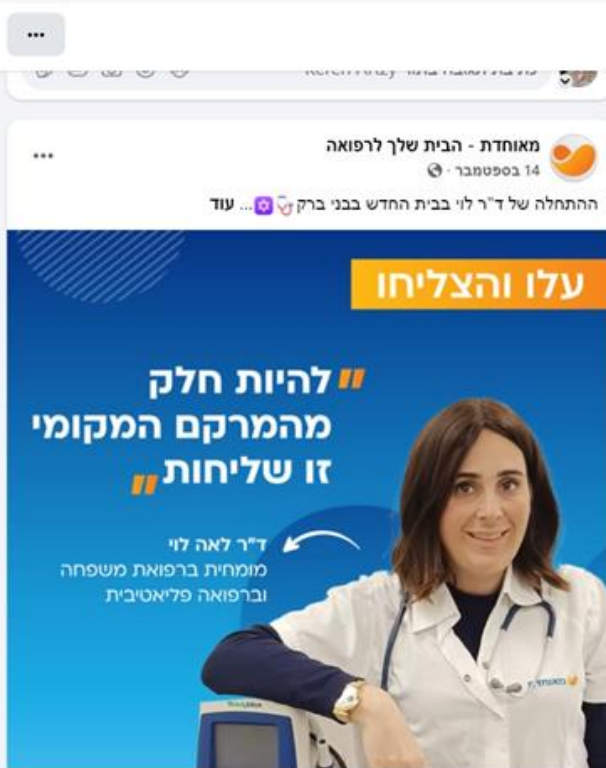 מאוחדת - הבית שלך לרפואה
14 בספטמבר ·
ההתחלה של ד"ר לוי בבית החדש בבני ברק ... עוד
עלו והצליחו
"להיות חלק
מהמרקם המקומי
זו שליחות"
ד"ר לאה לוי
מומחית ברפואת משפחה
וברפואה פליאטיבית
מאוחדת